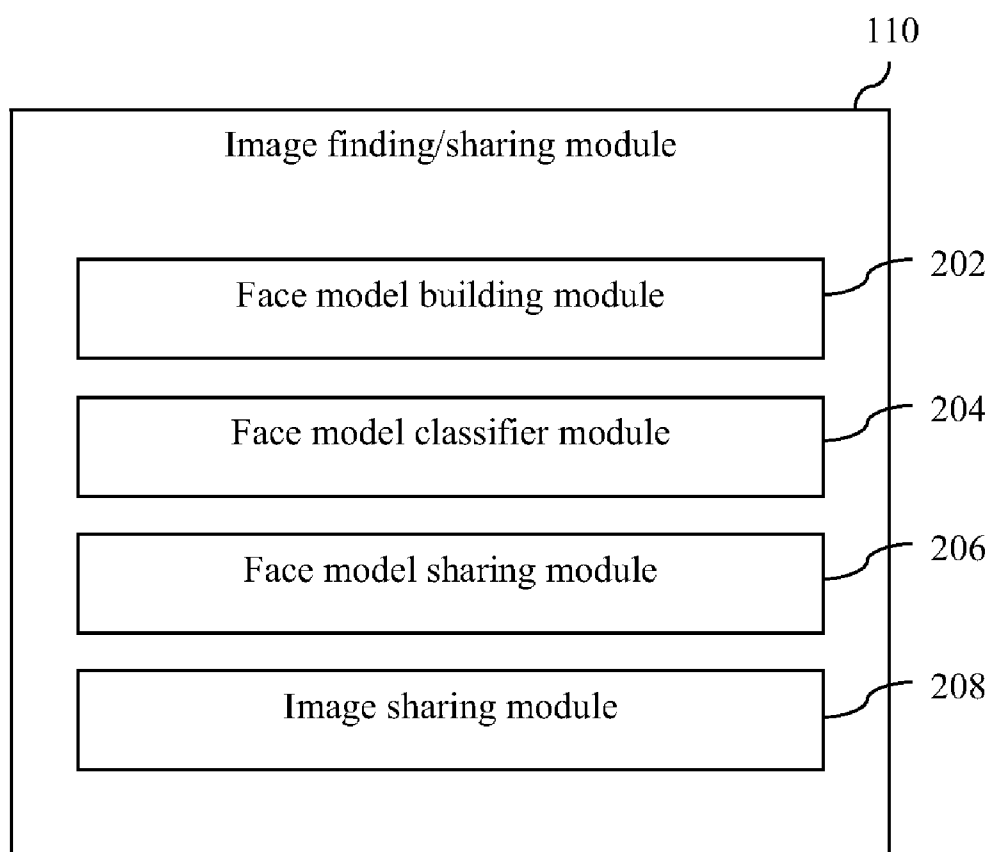 110
Image finding/sharing module
Face model building module
202
Face model classifier module
204
Face model sharing module
206
Image sharing module
208